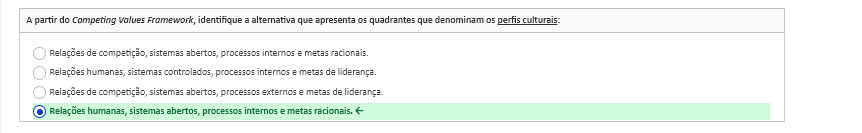 A partir do Competing Values Framework, identifique a alternativa que apresenta os quadrantes que denominam os perfis culturais:
Relações de competição, sistemas abertos, processos internos e metas racionais.
Relações humanas, sistemas controlados, processos internos e metas de liderança.
Relações de competição, sistemas abertos, processos externos e metas de liderança.
Relações humanas, sistemas abertos, processos internos e metas racionais. ←